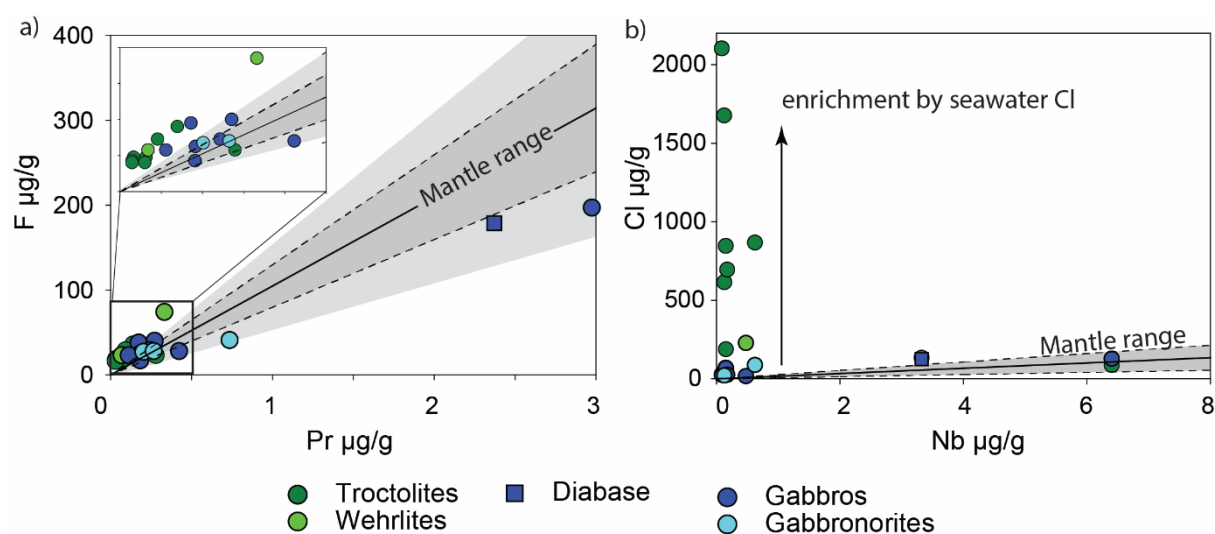 a)
400
300
200
100
0
F µg/g
Mantle range
0
1
2
3
Pr µg/g
b)
2000
1500
1000
500
0
Cl µg/g
enrichment by seawater Cl
Mantle range
0
2
4
6
8
Nb µg/g
Troctolites
Wehrlites
Diabase
Gabbros
Gabbronorites